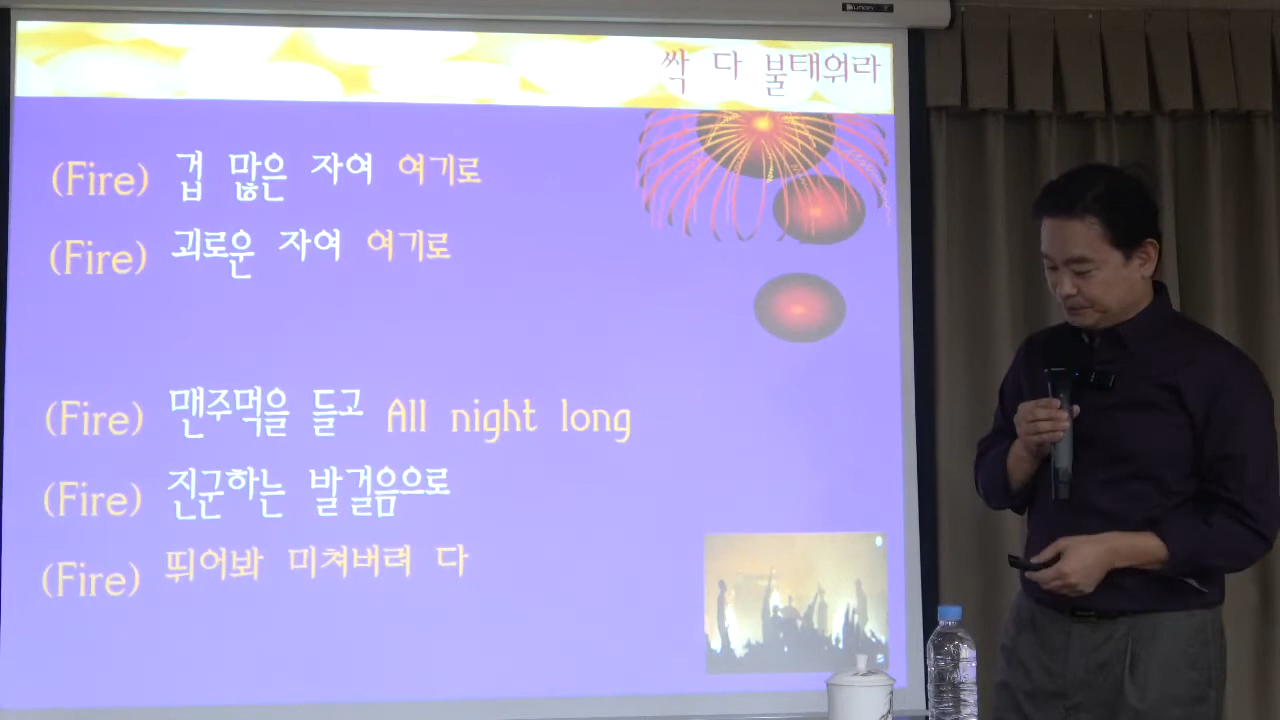 싹 다 불태워라
(Fire) 겁 많은 자여 여기로
(Fire) 괴로운 자여 여기로
(Fire) 맨주먹을 들고 All night long
(Fire) 진군하는 발걸음으로
(Fire) 뛰어봐 미쳐버려 다